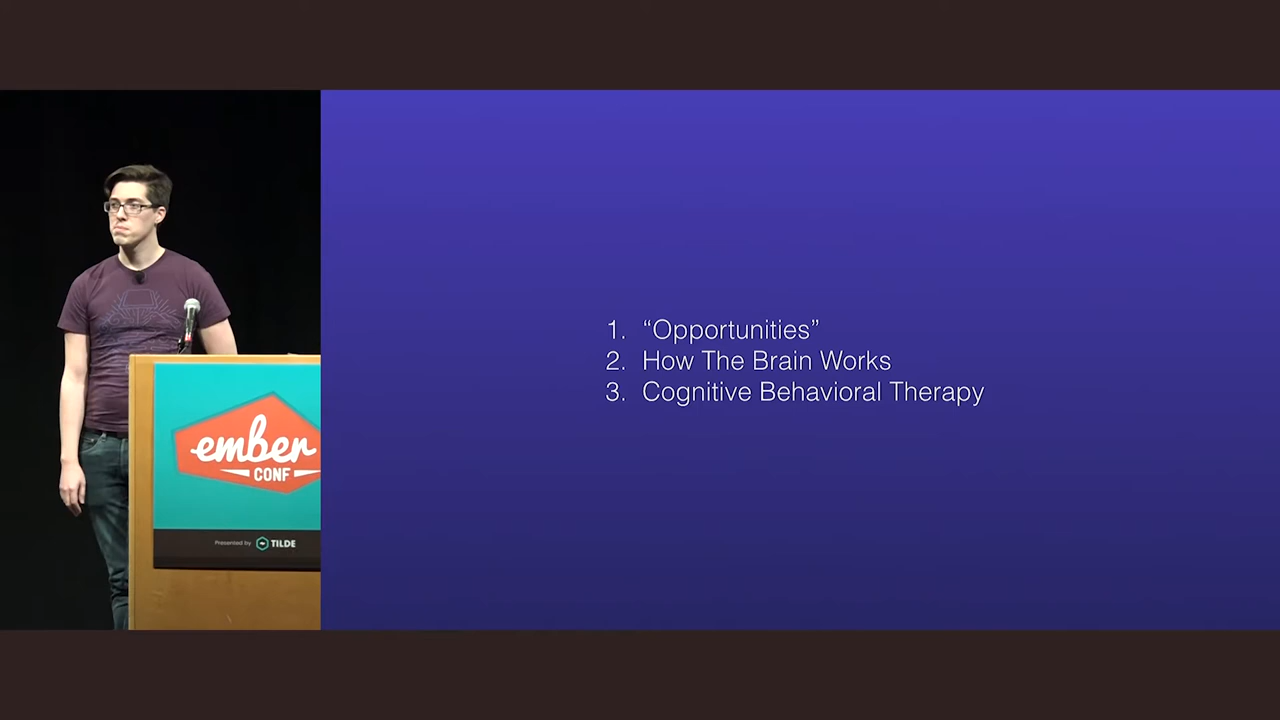 1. “Opportunities”
2. How The Brain Works
3. Cognitive Behavioral Therapy
ember
CONF
Presented by TILDE